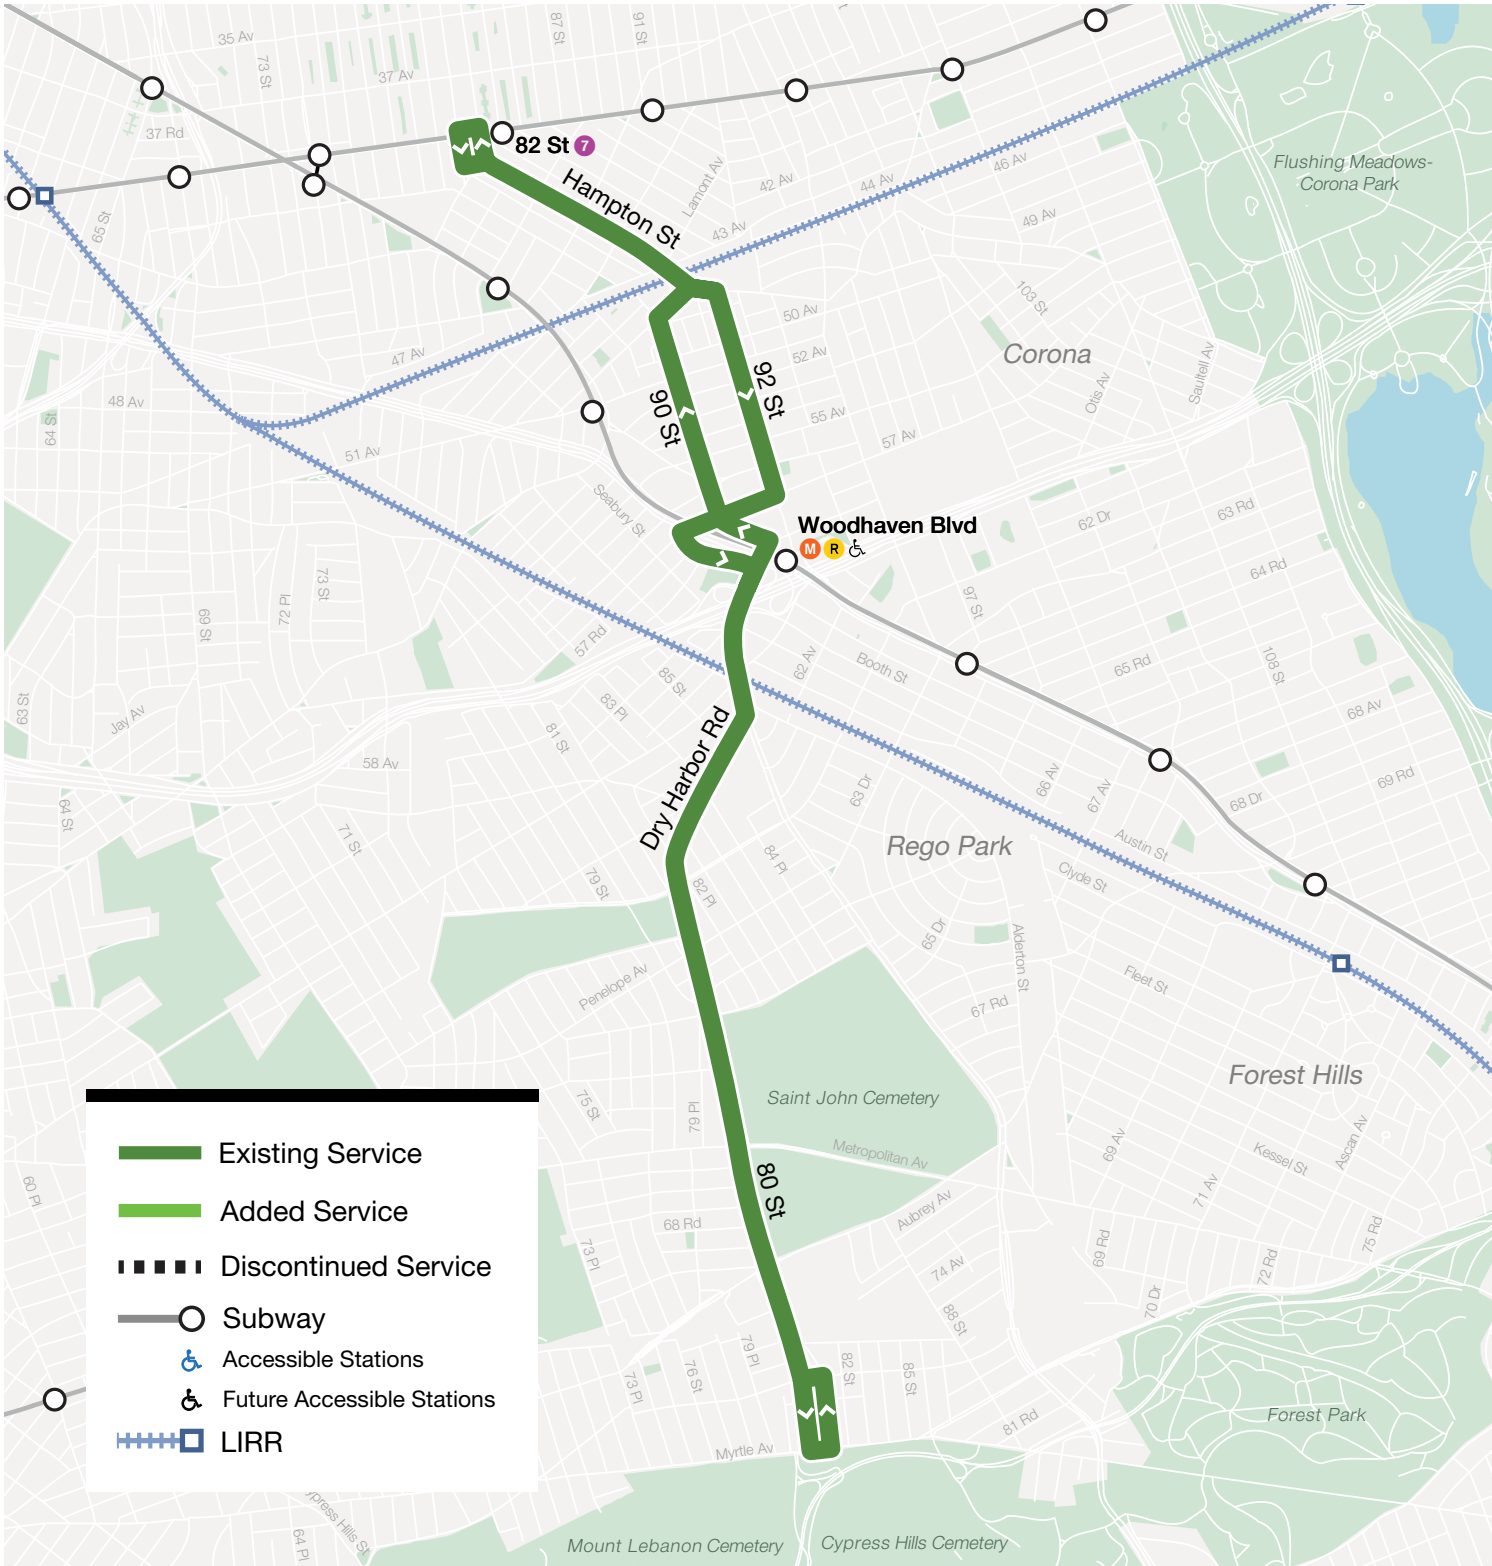 35 Av
73 St
87 St
91 St
37 Av
37 Rd
82 St 7
Hampton St
Lamont Av
42 Av
44 Av
46 Av
Flushing Meadows-
Corona Park
65 St
43 Av
49 Av
103 St
50 Av
52 Av
47 Av
Corona
Saultell Av
Otis Av
48 Av
64 St
90 St
92 St
55 Av
57 Av
51 Av
Seabury St
Woodhaven Blvd
M R
62 Dr
63 Rd
64 Rd
73 St
72 Pl
69 St
97 St
57 Rd
85 St
62 Av
Booth St
65 Rd
108 St
63 St
Jay Av
83 Pl
81 St
68 Av
58 Av
Dry Harbor Rd
63 Dr
66 Av
67 Av
68 Dr
69 Rd
64 St
71 St
Rego Park
Austin St
Clyde St
84 Pl
79 St
82 Pl
65 Dr
Alderton St
Fleet St
Penelope Av
67 Rd
Forest Hills
Saint John Cemetery
75 St
79 Pl
Metropolitan Av
69 Av
Kessel St
Ascan Av
60 Pl
80 St
71 Av
Aubrey Av
68 Rd
73 Pl
69 Rd
75 Rd
72 Rd
74 Av
70 Dr
88 St
79 Pl
76 St
73 Pl
82 St
85 St
81 Rd
Forest Park
Myrtle Av
Existing Service
Added Service
Discontinued Service
Subway
Accessible Stations
Future Accessible Stations
LIRR
ypress Hills St
64 Pl
Mount Lebanon Cemetery
Cypress Hills Cemetery